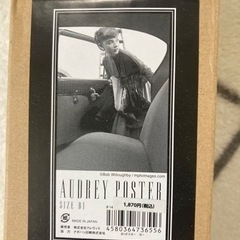 ©Bob Willoughby / mptvimages.com
AUDREY POSTER
SIZE B1
1,870円(税込)
MADE IN JAPAN
4580364736556